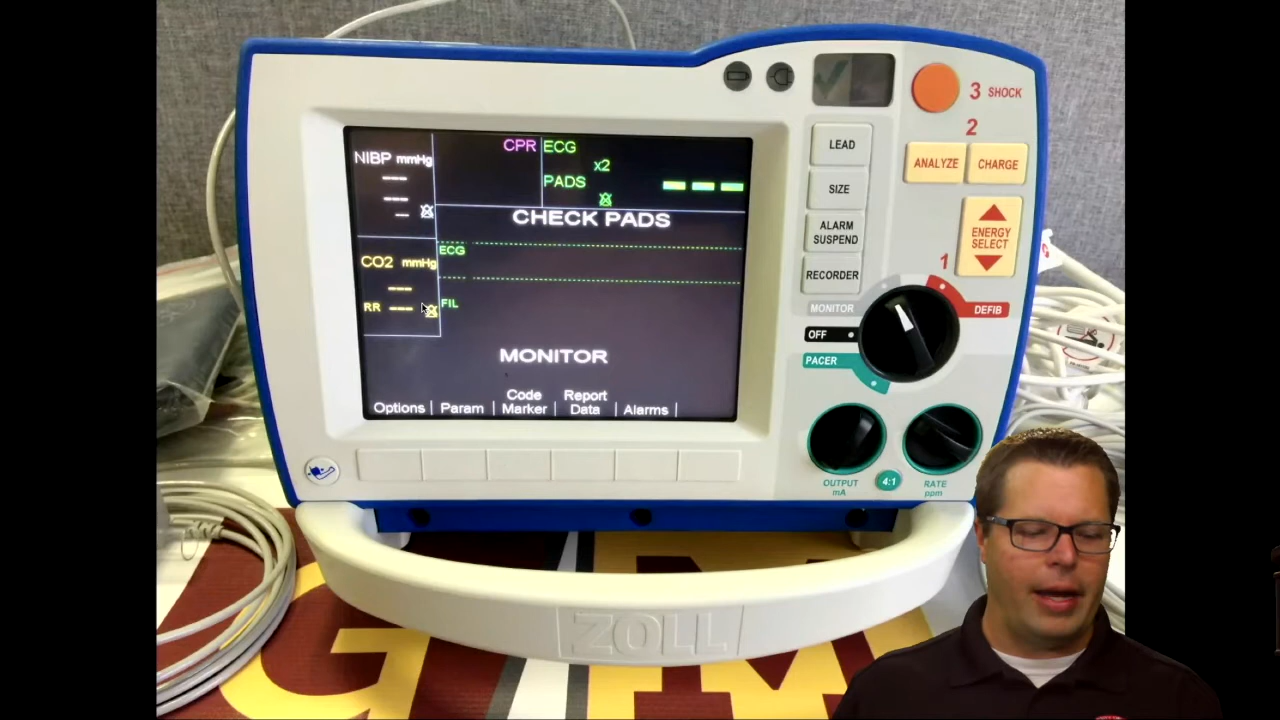 NIBP mmHg
---
---
--
CO2 mmHg
---
RR ---
CPR
ECG
x2
PADS
---
CHECK PADS
ECG
FIL
MONITOR
Options
Param
Code
Marker
Report
Data
Alarms
3 SHOCK
2
ANALYZE
CHARGE
ENERGY
SELECT
1
LEAD
SIZE
ALARM
SUSPEND
RECORDER
MONITOR
DEFIB
OFF
PACER
OUTPUT
mA
4:1
RATE
ppm
ZOLL